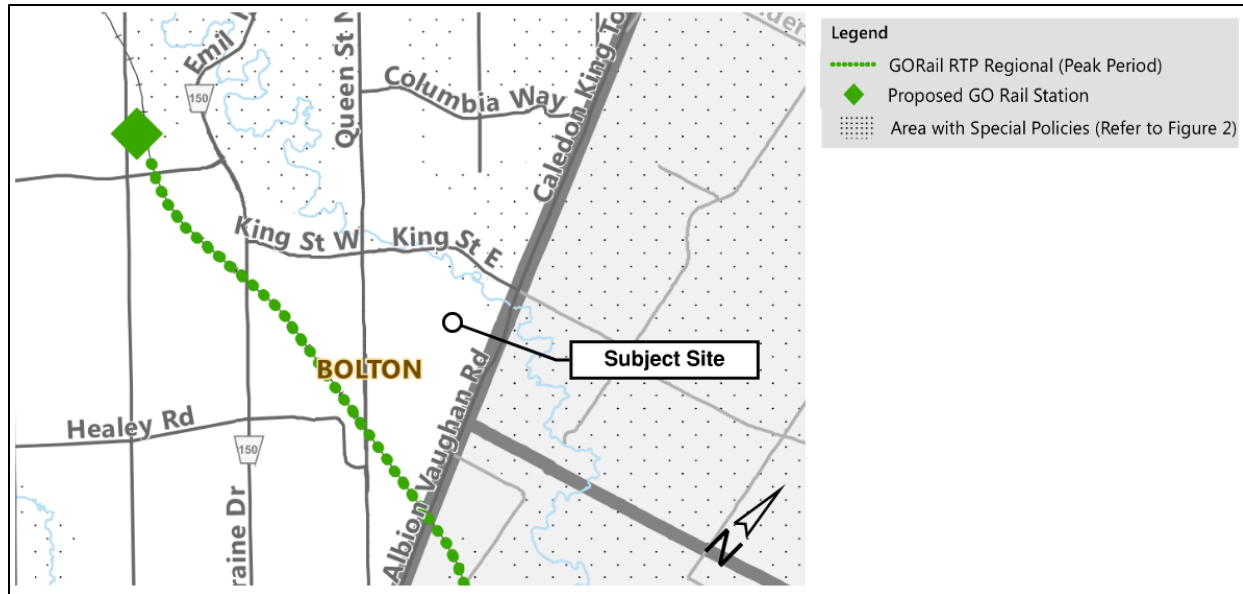 Emil
150
Queen St N
Columbia Way
Caledon King To
King St W
King St E
Subject Site
BOLTON
Healey Rd
150
raine Dr
Albion Vaughan Rd
N
Legend
GORail RTP Regional (Peak Period)
Proposed GO Rail Station
Area with Special Policies (Refer to Figure 2)